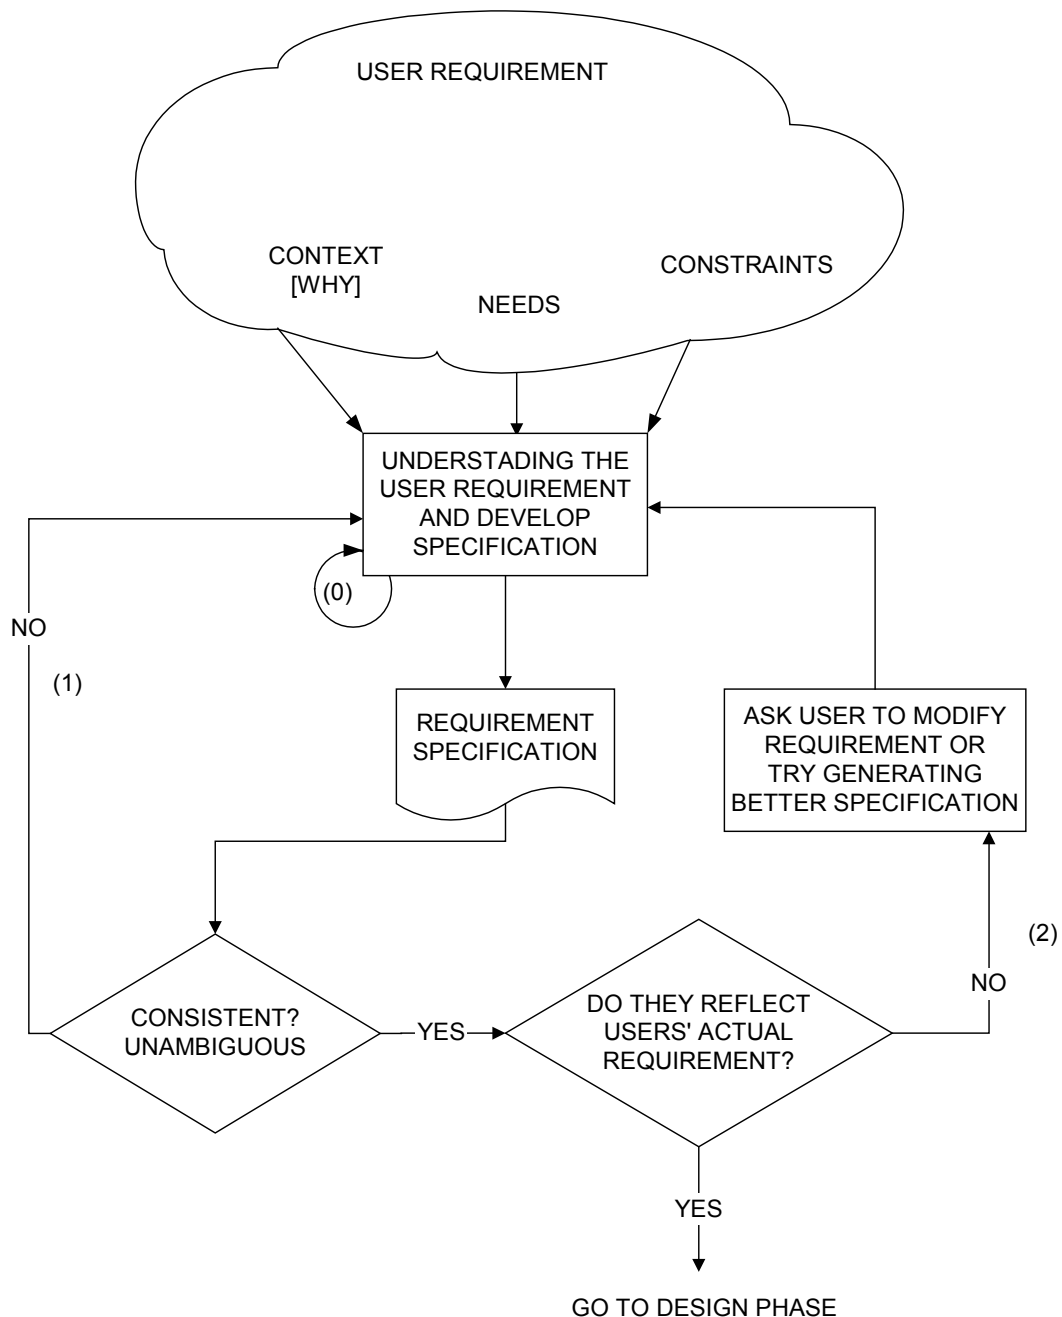 USER REQUIREMENT
CONTEXT
[WHY]
CONSTRAINTS
NEEDS
UNDERSTADING THE
USER REQUIREMENT
AND DEVELOP
SPECIFICATION
(0)
NO
(1)
REQUIREMENT
SPECIFICATION
ASK USER TO MODIFY
REQUIREMENT OR
TRY GENERATING
BETTER SPECIFICATION
CONSISTENT?
UNAMBIGUOUS
YES
DO THEY REFLECT
USERS' ACTUAL
REQUIREMENT?
NO
(2)
YES
GO TO DESIGN PHASE